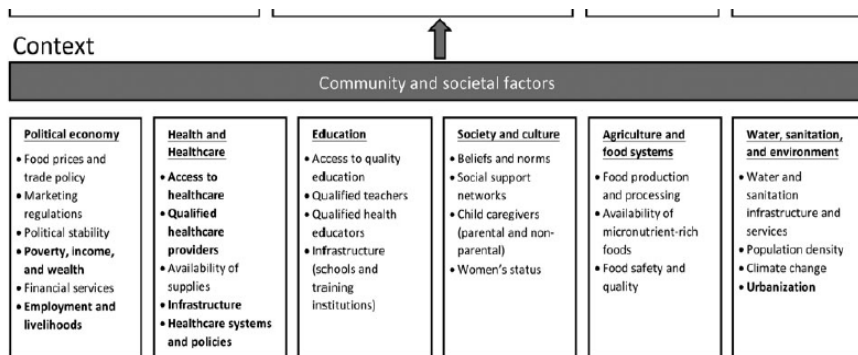 Context
Community and societal factors
Political economy
• Food prices and
trade policy
• Marketing
regulations
• Political stability
• Poverty, income,
and wealth
• Financial services
• Employment and
livelihoods
Health and
Healthcare
• Access to
healthcare
• Qualified
healthcare
providers
• Availability of
supplies
• Infrastructure
• Healthcare systems
and policies
Education
• Access to quality
education
• Qualified teachers
• Qualified health
educators
• Infrastructure
(schools and
training
institutions)
Society and culture
• Beliefs and norms
• Social support
networks
• Child caregivers
(parental and non-
parental)
• Women's status
Agriculture and
food systems
• Food production
and processing
• Availability of
micronutrient-rich
foods
• Food safety and
quality
Water, sanitation,
and environment
• Water and
sanitation
infrastructure and
services
• Population density
• Climate change
• Urbanization